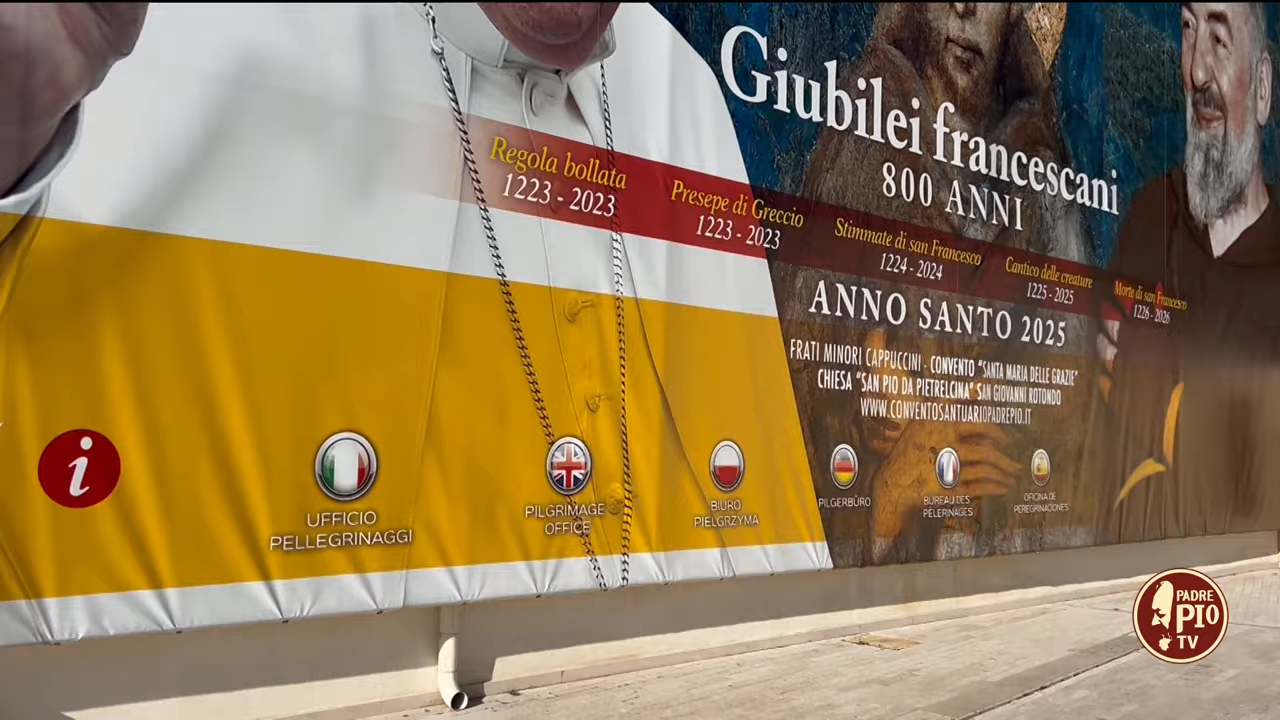 Giubilei francescani
800 ANNI
Regola bollata
1223 - 2023
Presepe di Greccio
1223 - 2023
Stimmate di san Francesco
1224 - 2024
Cantico delle creature
1225 - 2025
Morte di san Francesco
1226 - 2026
ANNO SANTO 2025
FRATI MINORI CAPPUCCINI - CONVENTO "SANTA MARIA DELLE GRAZIE"
CHIESA "SAN PIO DA PIETRELCINA" SAN GIOVANNI ROTONDO
WWW.CONVENTOSANTUARIOPADREPIO.IT
i
UFFICIO
PELLEGRINAGGI
PILGRIMAGE
OFFICE
BIURO
PIELGRZYMA
PILGERBÜRO
BUREAU DES
PÈLERINAGES
OFICINA DE
PEREGRINACIONES
PADRE
PIO
TV